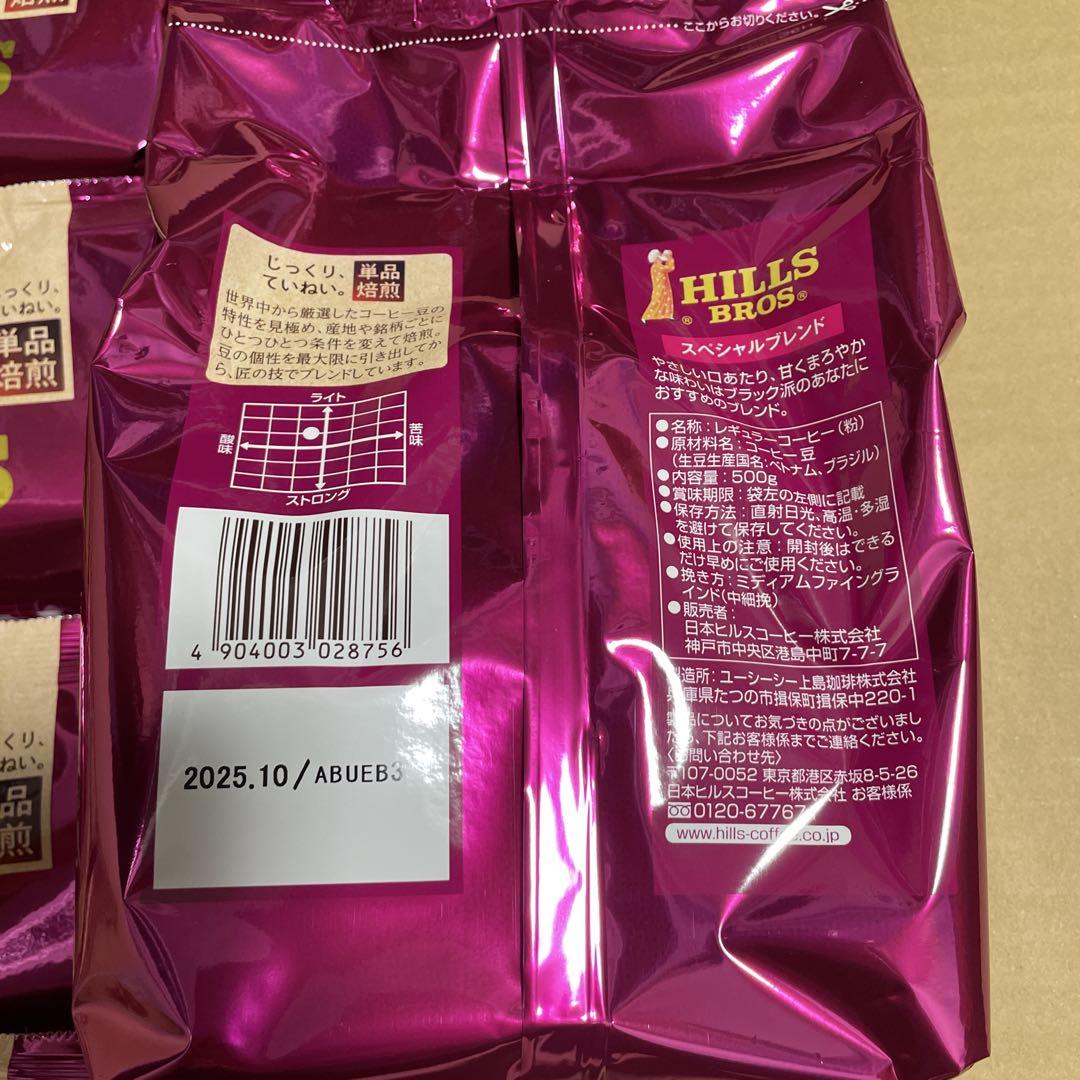 ここからお切りください。
じっくり、
ていねい。
単品
焙煎
世界中から厳選したコーヒー豆の
特性を見極め、産地や銘柄ごとに
ひとつひとつ条件を変えて焙煎。
豆の個性を最大限に引き出してか
ら、匠の技でブレンドしています。
ライト
酸味
苦味
ストロング
4 904003 028756
2025.10/ABUEB3
HILLS
BROS®
®
スペシャルブレンド
やさしい口あたり、甘くまろやか
な味わいはブラック派のあなたに
おすすめのブレンド。
●名称:レギュラーコーヒー(粉)
●原材料名:コーヒー豆
(生豆生産国名:ベトナム、ブラジル)
●内容量:500g
●賞味期限:袋左の左側に記載
●保存方法:直射日光、高温・多湿
を避けて保存してください。
●使用上の注意:開封後はできる
だけ早めにご使用ください。
●挽き方:ミディアムファイングラ
インド(中細挽)
●販売者:
日本ヒルスコーヒー株式会社
神戸市中央区港島中町7-7-7
製造所:ユーシーシー上島珈琲株式会社
兵庫県たつの市揖保町揖保中220-1
製品についてお気づきの点がございまし
たら、下記お客様係までご連絡ください。
〈お問い合わせ先〉
〒107-0052 東京都港区赤坂8-5-26
日本ヒルスコーヒー株式会社 お客様係
0120-67767
www.hills-coffee.co.jp
単品
焙煎